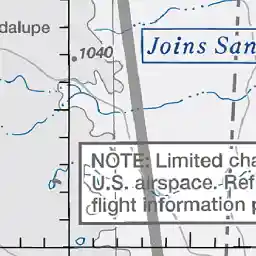 dalupe
1040
Joins San
NOTE: Limited cha
U.S. airspace. Ref
flight information p